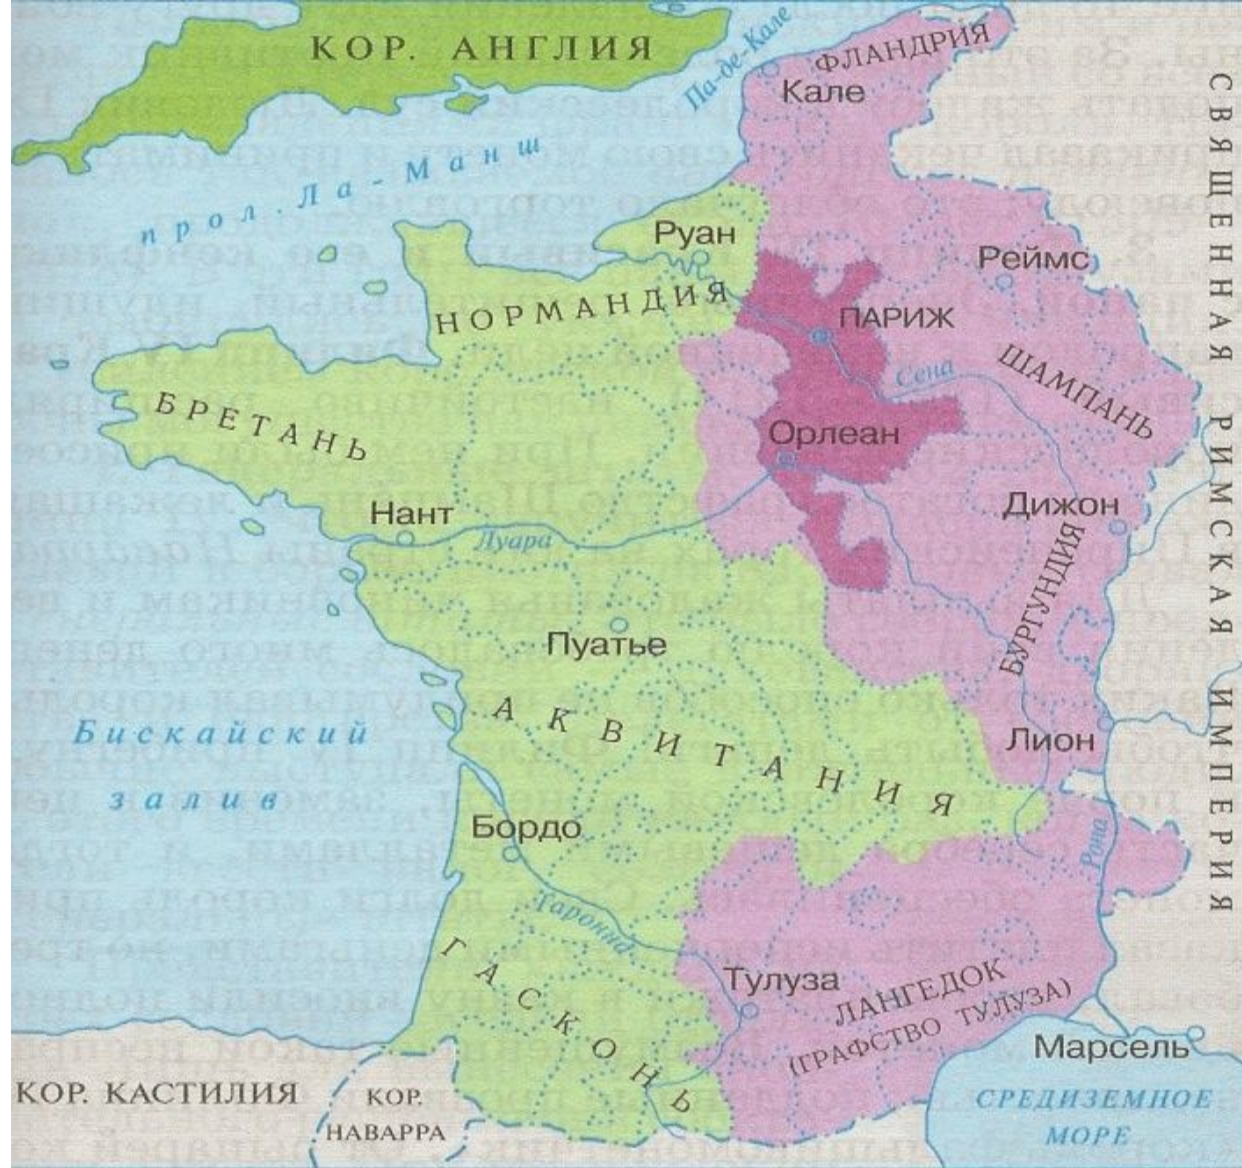 КОР. АНГЛИЯ
Па-де-Кале
ФЛАНДРИЯ
Кале
прол. Ла-Манш
Руан
Реймс
НОРМАНДИЯ
ПАРИЖ
Сена
ШАМПАНЬ
БРЕТАНЬ
Орлеан
Нант
Луара
Дижон
БУРГУНДИЯ
Пуатье
АКВИТАНИЯ
Бискайский
залив
Лион
Бордо
Рона
Гаронна
ГАСКОНЬ
Тулуза
ЛАНГЕДОК
(ГРАФСТВО ТУЛУЗА)
Марсель
КОР. КАСТИЛИЯ
КОР.
НАВАРРА
СРЕДИЗЕМНОЕ
МОРЕ
СВЯЩЕННАЯ РИМСКАЯ ИМПЕРИЯ